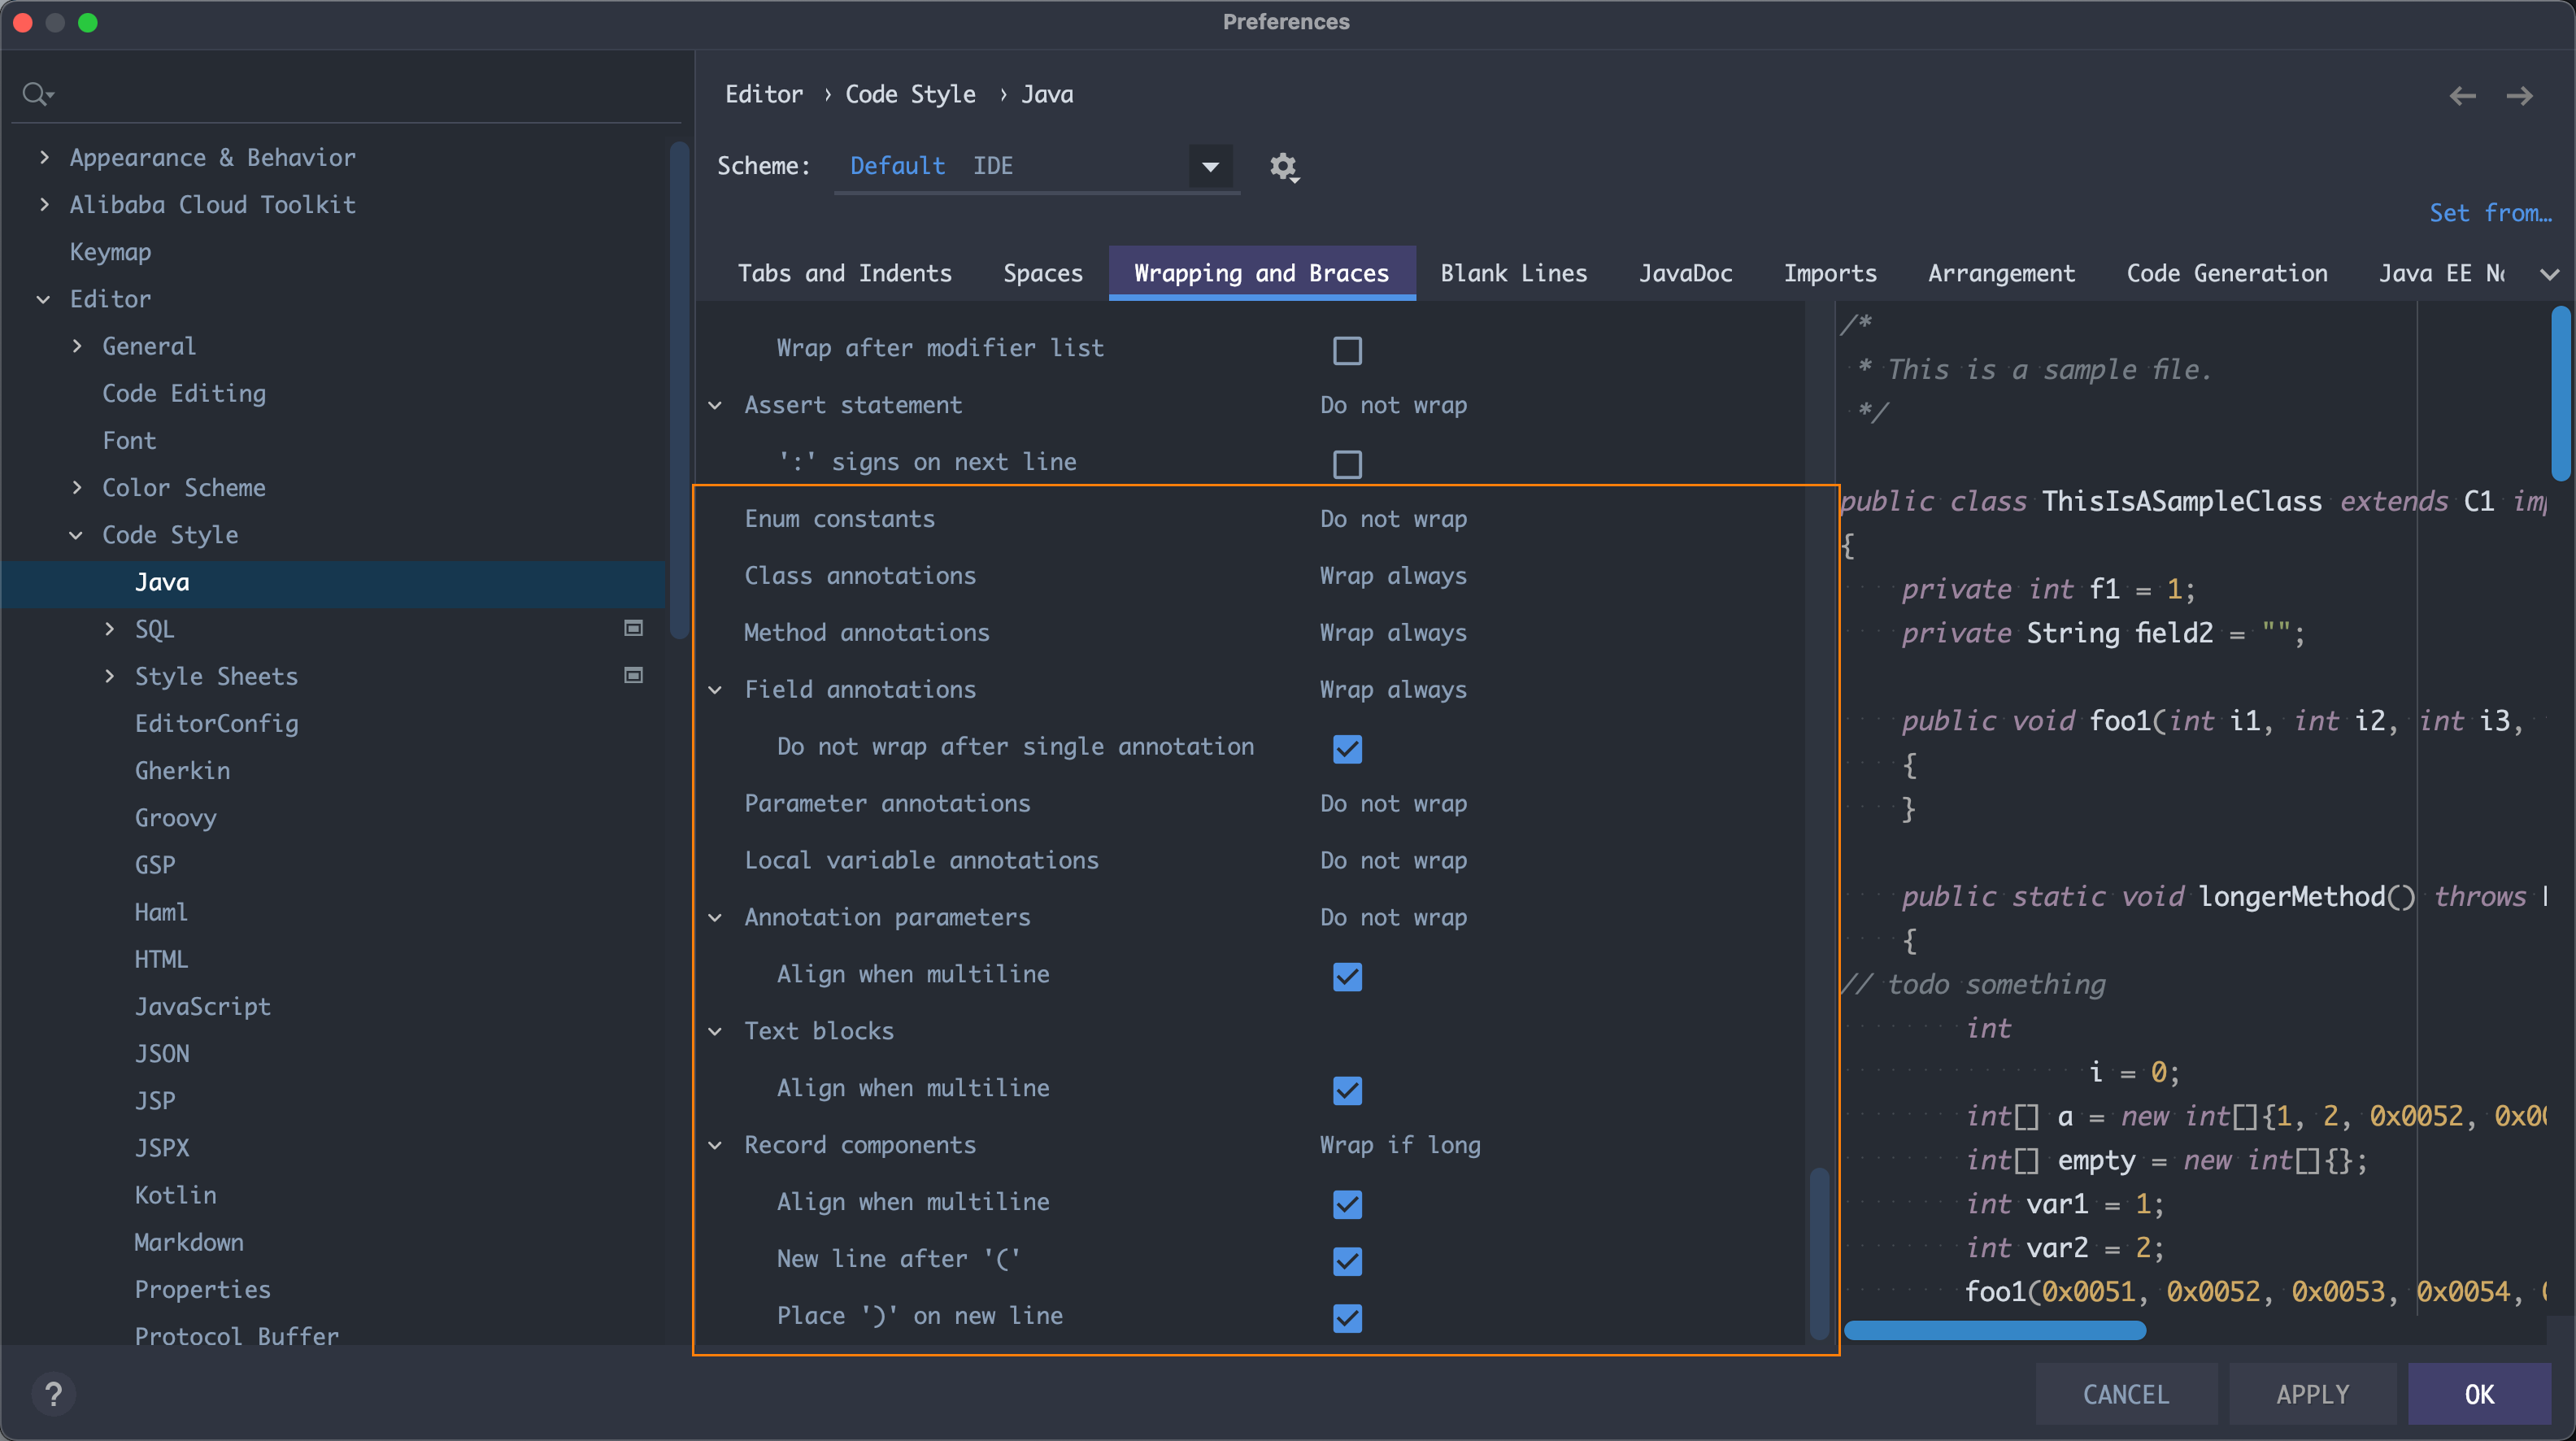 Preferences
Appearance & Behavior
Alibaba Cloud Toolkit
Keymap
Editor
General
Code Editing
Font
Color Scheme
Code Style
Java
SQL
Style Sheets
EditorConfig
Gherkin
Groovy
GSP
Haml
HTML
JavaScript
JSON
JSP
JSPX
Kotlin
Markdown
Properties
Protocol Buffer
?
Editor › Code Style › Java
Scheme: Default IDE
Set from…
Tabs and Indents Spaces Wrapping and Braces Blank Lines JavaDoc Imports Arrangement Code Generation Java EE
Wrap after modifier list
Assert statement Do not wrap
':' signs on next line
Enum constants Do not wrap
Class annotations Wrap always
Method annotations Wrap always
Field annotations Wrap always
Do not wrap after single annotation
Parameter annotations Do not wrap
Local variable annotations Do not wrap
Annotation parameters Do not wrap
Align when multiline
Text blocks
Align when multiline
Record components Wrap if long
Align when multiline
New line after '('
Place ')' on new line
/*
* This is a sample file.
*/
public class ThisIsASampleClass extends C1
{
private int f1 = 1;
private String field2 = "";
public void foo1(int i1, int i2, int i3,
{
}
public static void longerMethod() throws
{
// todo something
int
i = 0;
int[] a = new int[]{1, 2, 0x0052,
int[] empty = new int[]{};
int var1 = 1;
int var2 = 2;
foo1(0x0051, 0x0052, 0x0053, 0x0054,
CANCEL APPLY OK